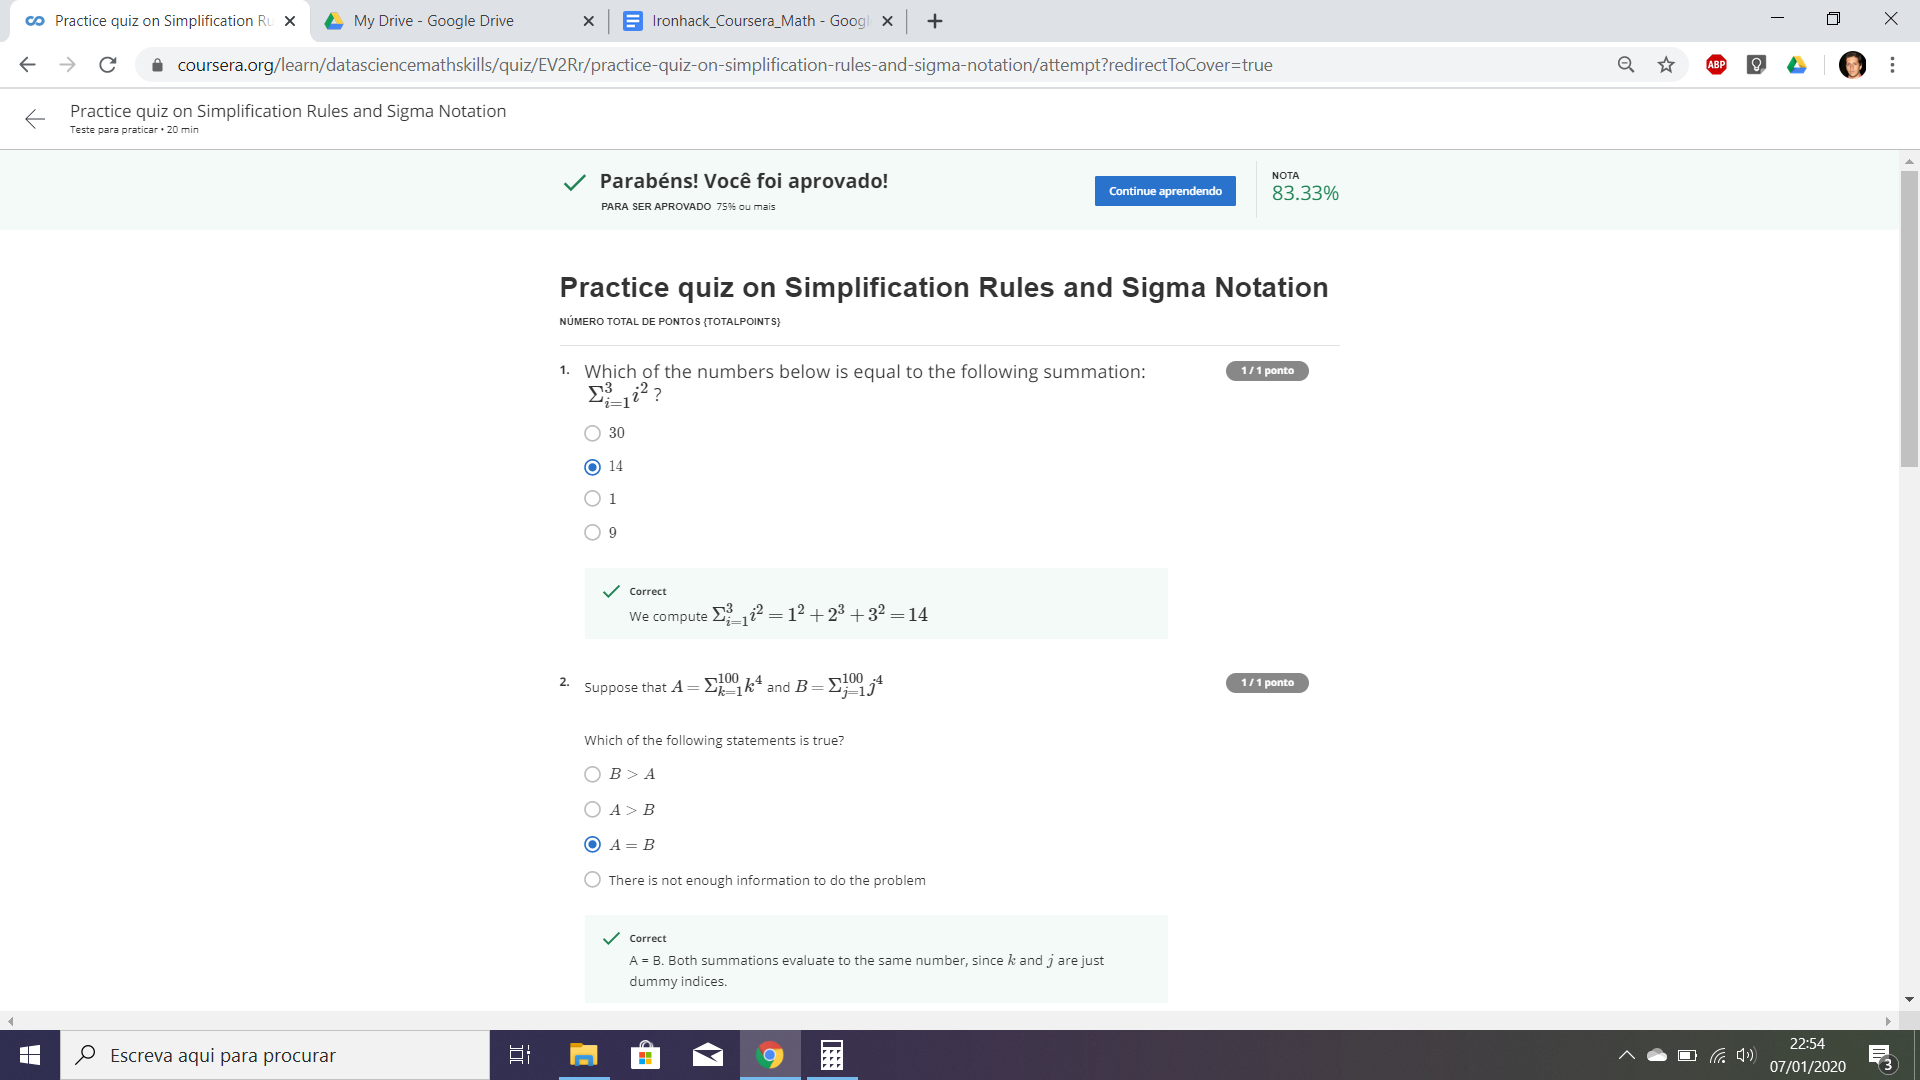 Practice quiz on Simplification Ru
My Drive - Google Drive
Ironhack_Coursera_Math - Googl
coursera.org/learn/datasciencemathskills/quiz/EV2Rr/practice-quiz-on-simplification-rules-and-sigma-notation/attempt?redirectToCover=true
ABP
Practice quiz on Simplification Rules and Sigma Notation
Teste para praticar • 20 min
Parabéns! Você foi aprovado!
PARA SER APROVADO 75% ou mais
Continue aprendendo
NOTA
83.33%
Practice quiz on Simplification Rules and Sigma Notation
NÚMERO TOTAL DE PONTOS {TOTALPOINTS}
1. Which of the numbers below is equal to the following summation:
1 / 1 ponto
Σ³ᵢ₌₁ i² ?
30
14
1
9
Correct
We compute Σ³ᵢ₌₁ i² = 1² + 2³ + 3² = 14
2. Suppose that A = Σ¹⁰⁰ₖ₌₁ k⁴ and B = Σ¹⁰⁰ⱼ₌₁ j⁴
1 / 1 ponto
Which of the following statements is true?
B > A
A > B
A = B
There is not enough information to do the problem
Correct
A = B. Both summations evaluate to the same number, since k and j are just
dummy indices.
Escreva aqui para procurar
22:54
07/01/2020
3